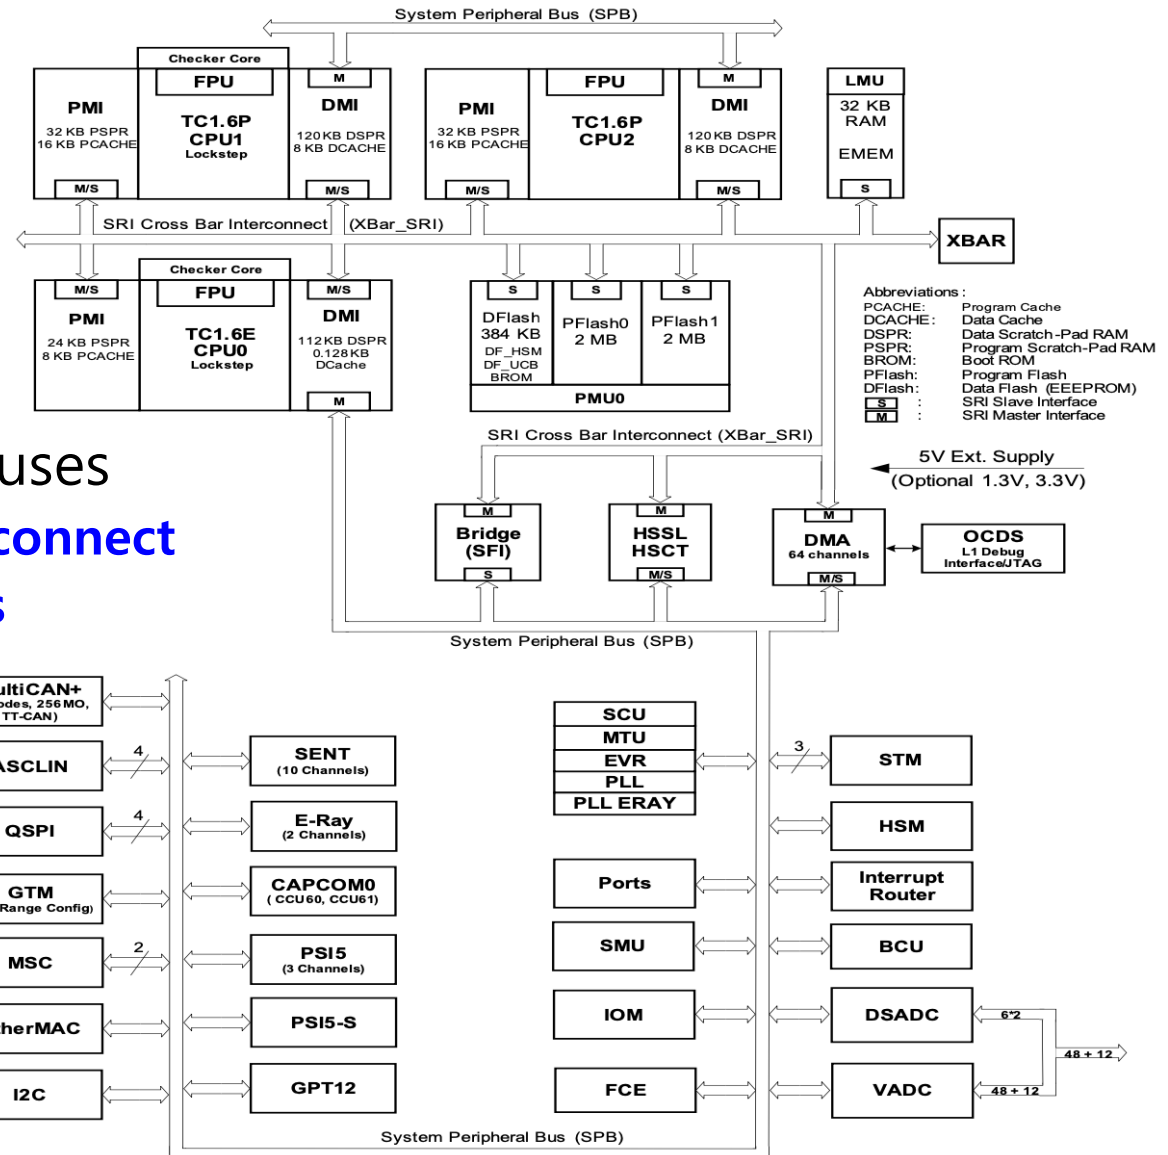 System Peripheral Bus (SPB)
Checker Core
FPU
M
PMI
32 KB PSPR
16 KB PCACHE
TC1.6P
CPU1
Lockstep
DMI
120 KB DSPR
8 KB DCACHE
M/S
M/S
FPU
M
PMI
32 KB PSPR
16 KB PCACHE
TC1.6P
CPU2
DMI
120 KB DSPR
8 KB DCACHE
M/S
M/S
LMU
32 KB
RAM
EMEM
S
SRI Cross Bar Interconnect (XBar_SRI)
XBAR
Checker Core
M/S
FPU
M/S
PMI
24 KB PSPR
8 KB PCACHE
TC1.6E
CPU0
Lockstep
DMI
112 KB DSPR
0.128 KB
DCache
M
S
S
S
DFlash
384 KB
DF_HSM
DF_UCB
BROM
PFlash0
2 MB
PFlash1
2 MB
PMU0
Abbreviations :
PCACHE: Program Cache
DCACHE: Data Cache
DSPR: Data Scratch-Pad RAM
PSPR: Program Scratch-Pad RAM
BROM: Boot ROM
PFlash: Program Flash
DFlash: Data Flash (EEEPROM)
S : SRI Slave Interface
M : SRI Master Interface
uses
connect
s
SRI Cross Bar Interconnect (XBar_SRI)
5V Ext. Supply
(Optional 1.3V, 3.3V)
M
Bridge
(SFI)
S
M
HSSL
HSCT
M/S
M
DMA
64 channels
M/S
OCDS
L1 Debug
Interface/JTAG
System Peripheral Bus (SPB)
ultiCAN+
odes, 256 MO,
TT-CAN)
ASCLIN
4
QSPI
4
GTM
Range Config)
MSC
2
therMAC
I2C
SENT
(10 Channels)
E-Ray
(2 Channels)
CAPCOM0
( CCU60, CCU61)
PSI5
(3 Channels)
PSI5-S
GPT12
SCU
MTU
EVR
PLL
PLL ERAY
Ports
SMU
IOM
FCE
3
STM
HSM
Interrupt
Router
BCU
DSADC
6*2
VADC
48 + 12
48 + 12
System Peripheral Bus (SPB)